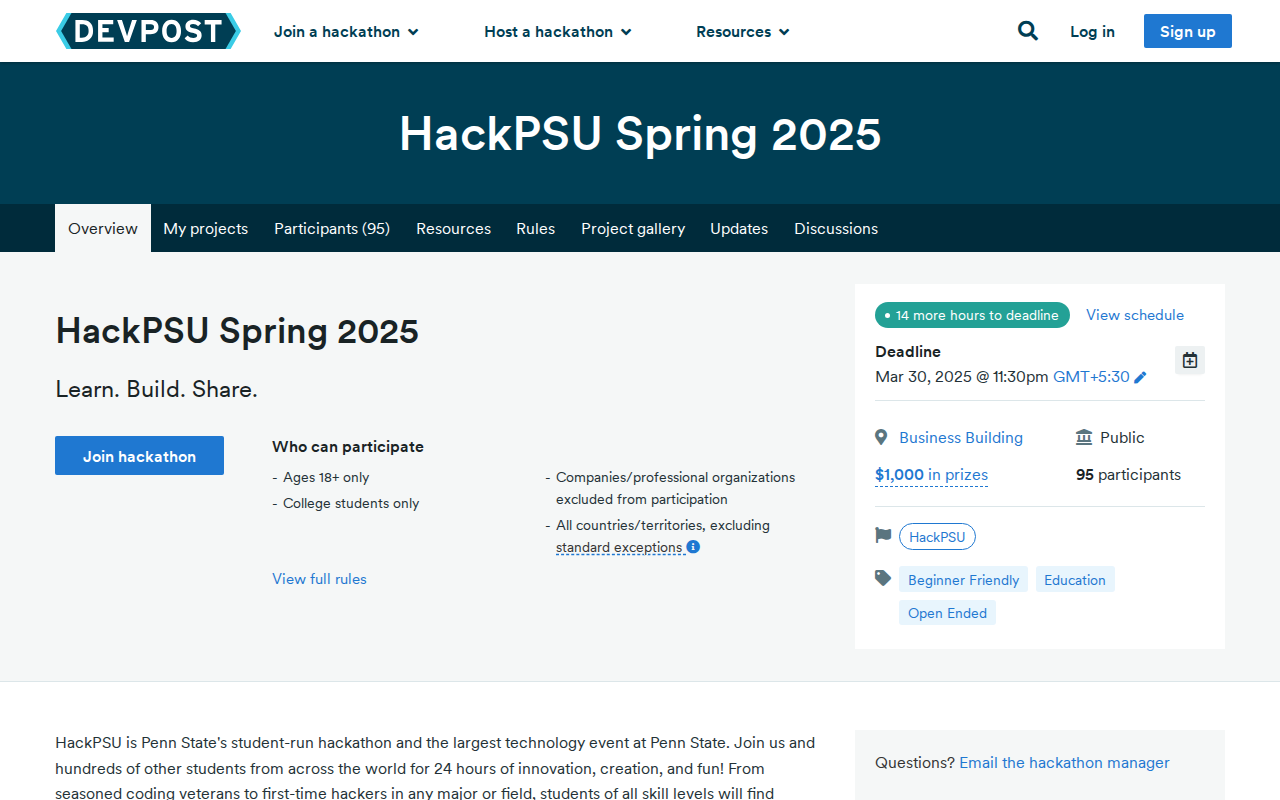 DEVPOST Join a hackathon Host a hackathon Resources Log in Sign up
HackPSU Spring 2025
Overview My projects Participants (95) Resources Rules Project gallery Updates Discussions
HackPSU Spring 2025
Learn. Build. Share.
Join hackathon
Who can participate
- Ages 18+ only
- College students only
- Companies/professional organizations
excluded from participation
- All countries/territories, excluding
standard exceptions
View full rules
14 more hours to deadline View schedule
Deadline
Mar 30, 2025 @ 11:30pm GMT+5:30
Business Building Public
$1,000 in prizes 95 participants
HackPSU
Beginner Friendly Education
Open Ended
HackPSU is Penn State's student-run hackathon and the largest technology event at Penn State. Join us and
hundreds of other students from across the world for 24 hours of innovation, creation, and fun! From
seasoned coding veterans to first-time hackers in any major or field, students of all skill levels will find
Questions? Email the hackathon manager